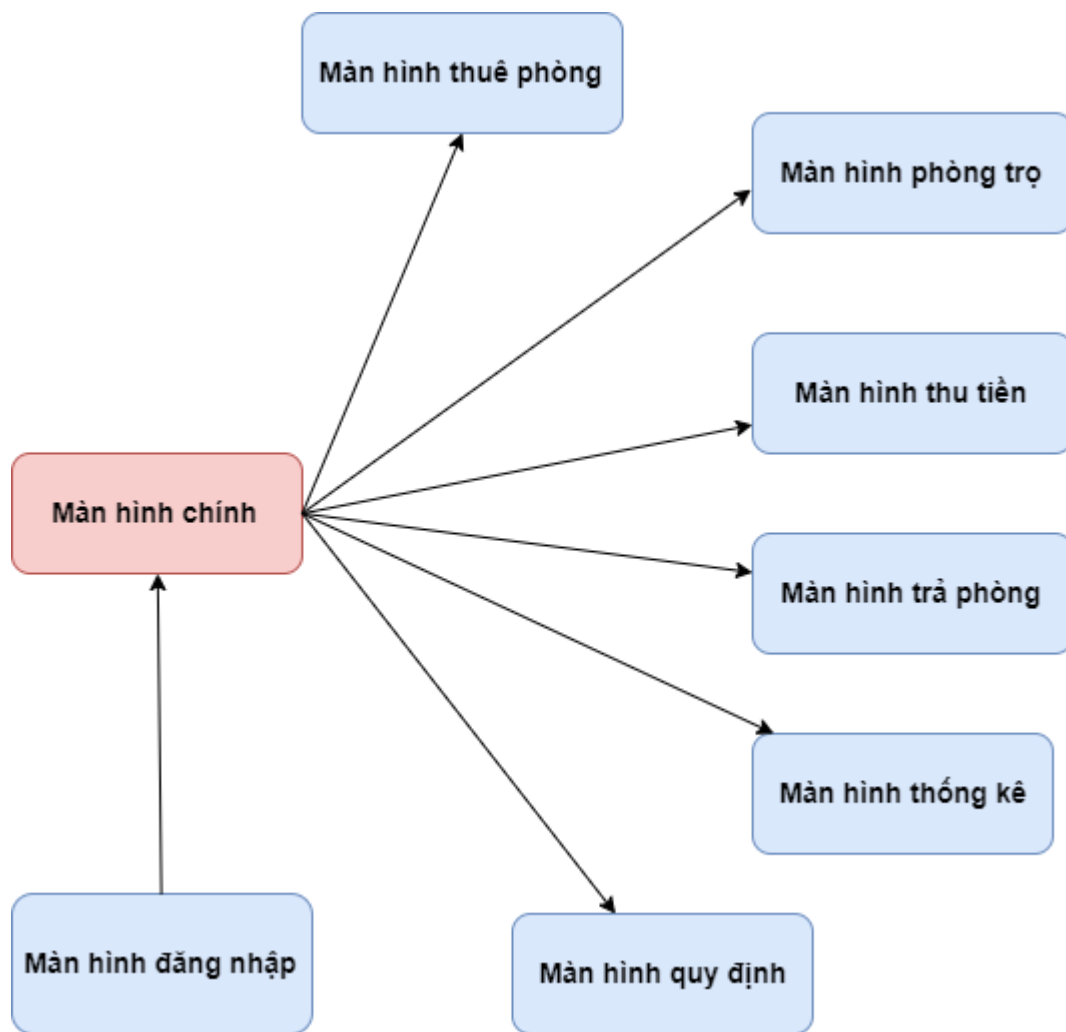 Màn hình thuê phòng
Màn hình phòng trọ
Màn hình thu tiền
Màn hình chính
Màn hình trả phòng
Màn hình thống kê
Màn hình đăng nhập
Màn hình quy định